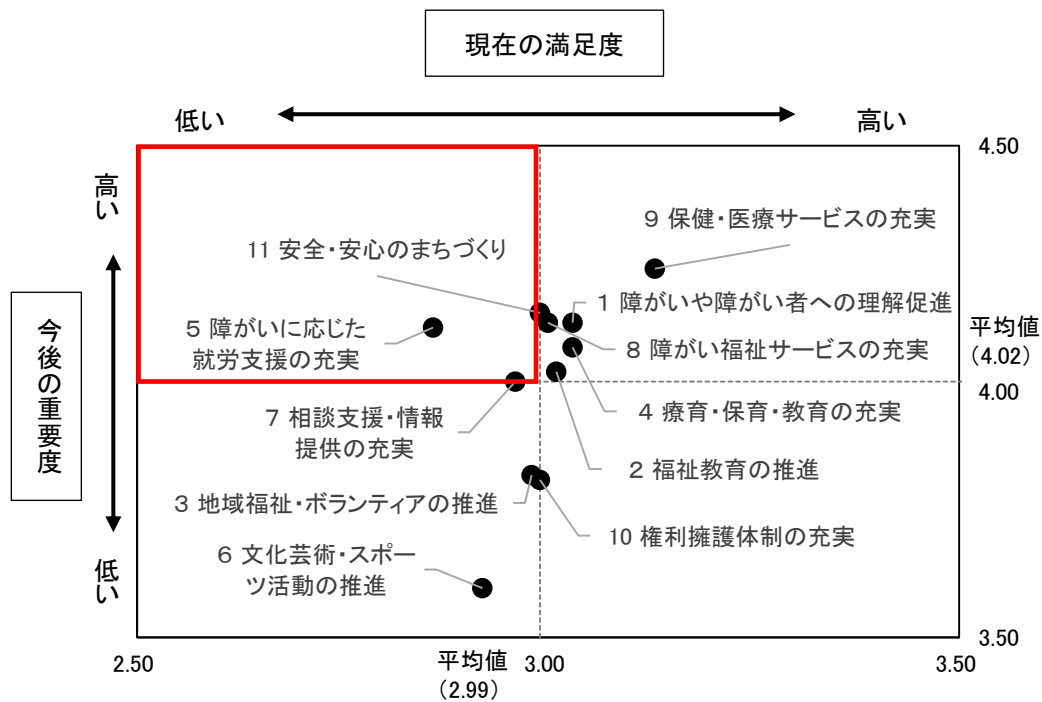 現在の満足度
低い
高い
4.50
高い
9 保健・医療サービスの充実
11 安全・安心のまちづくり
1 障がいや障がい者への理解促進
今後の重要度
5 障がいに応じた
就労支援の充実
8 障がい福祉サービスの充実
平均値
（4.02）
4.00
7 相談支援・情報
提供の充実
4 療育・保育・教育の充実
2 福祉教育の推進
3 地域福祉・ボランティアの推進
10 権利擁護体制の充実
6 文化芸術・スポー
ツ活動の推進
低い
3.50
2.50
平均値
（2.99）
3.00
3.50